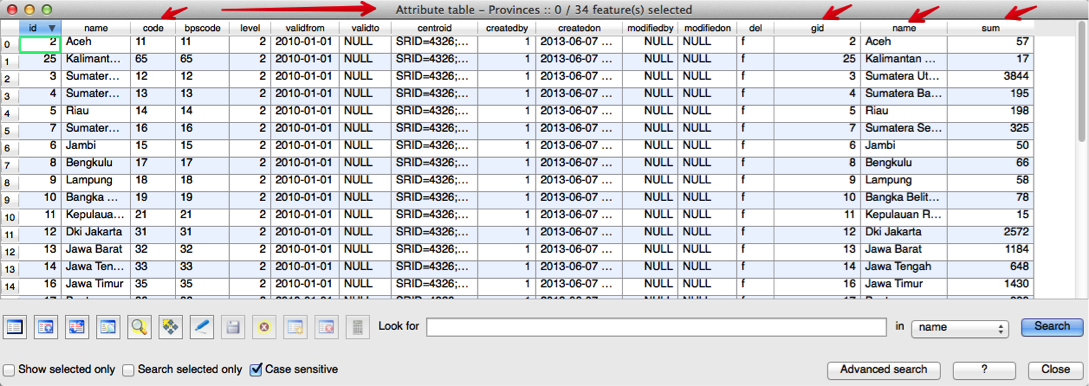 Attribute table – Provinces :: 0 / 34 feature(s) selected
id name code bpscode level validfrom validto centroid createdby createdon modifiedby modifiedon del gid name sum
0 2 Aceh 11 11 2 2010-01-01 NULL SRID=4326;... 1 2013-06-07 ... NULL NULL f 2 Aceh 57
1 25 Kalimant... 65 65 2 2010-01-01 NULL SRID=4326;... 1 2013-06-07 ... NULL NULL f 25 Kalimantan ... 17
2 3 Sumater... 12 12 2 2010-01-01 NULL SRID=4326;... 1 2013-06-07 ... NULL NULL f 3 Sumatera Ut... 3844
3 4 Sumater... 13 13 2 2010-01-01 NULL SRID=4326;... 1 2013-06-07 ... NULL NULL f 4 Sumatera Ba... 195
4 5 Riau 14 14 2 2010-01-01 NULL SRID=4326;... 1 2013-06-07 ... NULL NULL f 5 Riau 198
5 7 Sumater... 16 16 2 2010-01-01 NULL SRID=4326;... 1 2013-06-07 ... NULL NULL f 7 Sumatera Se... 325
6 6 Jambi 15 15 2 2010-01-01 NULL SRID=4326;... 1 2013-06-07 ... NULL NULL f 6 Jambi 50
7 8 Bengkulu 17 17 2 2010-01-01 NULL SRID=4326;... 1 2013-06-07 ... NULL NULL f 8 Bengkulu 66
8 9 Lampung 18 18 2 2010-01-01 NULL SRID=4326;... 1 2013-06-07 ... NULL NULL f 9 Lampung 58
9 10 Bangka ... 19 19 2 2010-01-01 NULL SRID=4326;... 1 2013-06-07 ... NULL NULL f 10 Bangka Belit... 78
10 11 Kepulaua... 21 21 2 2010-01-01 NULL SRID=4326;... 1 2013-06-07 ... NULL NULL f 11 Kepulauan R... 15
11 12 Dki Jakarta 31 31 2 2010-01-01 NULL SRID=4326;... 1 2013-06-07 ... NULL NULL f 12 Dki Jakarta 2572
12 13 Jawa Barat 32 32 2 2010-01-01 NULL SRID=4326;... 1 2013-06-07 ... NULL NULL f 13 Jawa Barat 1184
13 14 Jawa Ten... 33 33 2 2010-01-01 NULL SRID=4326;... 1 2013-06-07 ... NULL NULL f 14 Jawa Tengah 648
14 16 Jawa Timur 35 35 2 2010-01-01 NULL SRID=4326;... 1 2013-06-07 ... NULL NULL f 16 Jawa Timur 1430
Look for in name Search
Show selected only Search selected only Case sensitive Advanced search ? Close